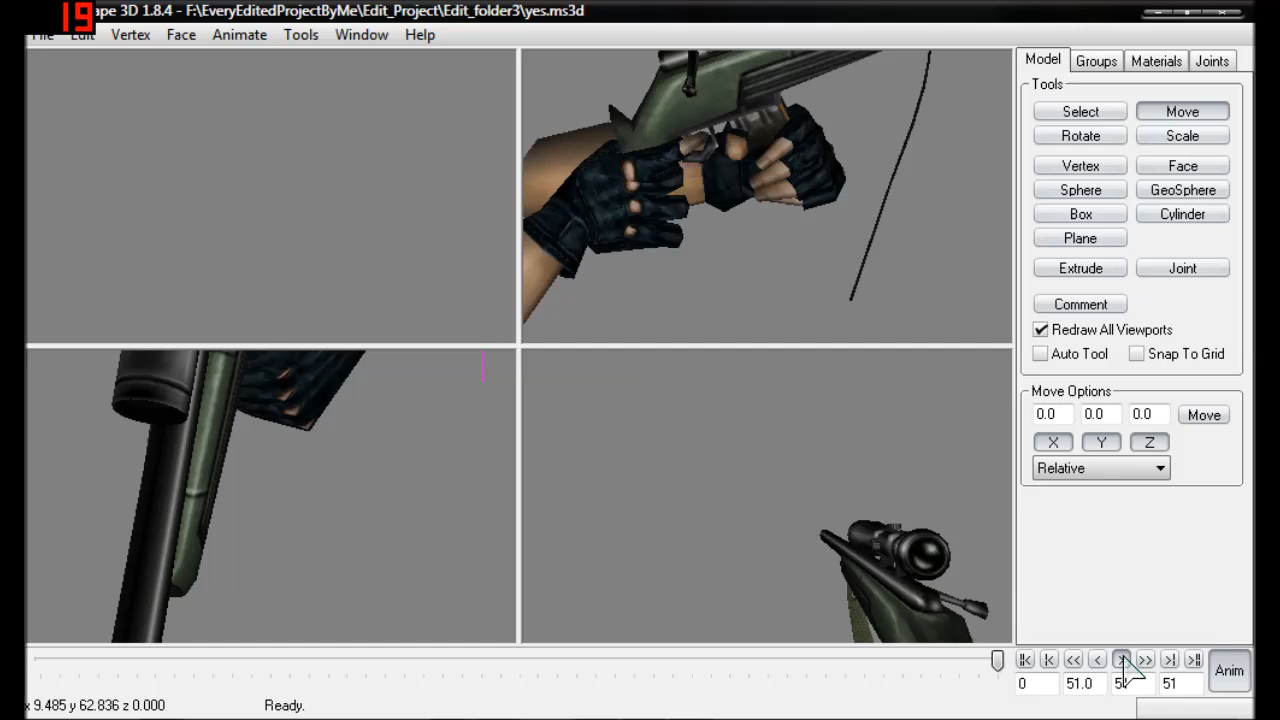 19
ape 3D 1.8.4 - F:\EveryEditedProjectByMe\Edit_Project\Edit_folder3\yes.ms3d
File Edit Vertex Face Animate Tools Window Help
Model Groups Materials Joints
Tools
Select Move
Rotate Scale
Vertex Face
Sphere GeoSphere
Box Cylinder
Plane
Extrude Joint
Comment
Redraw All Viewports
Auto Tool Snap To Grid
Move Options
0.0 0.0 0.0 Move
X Y Z
Relative
|< |< << < >> >| >|| Anim
0 51.0 51
x 9.485 y 62.836 z 0.000 Ready.